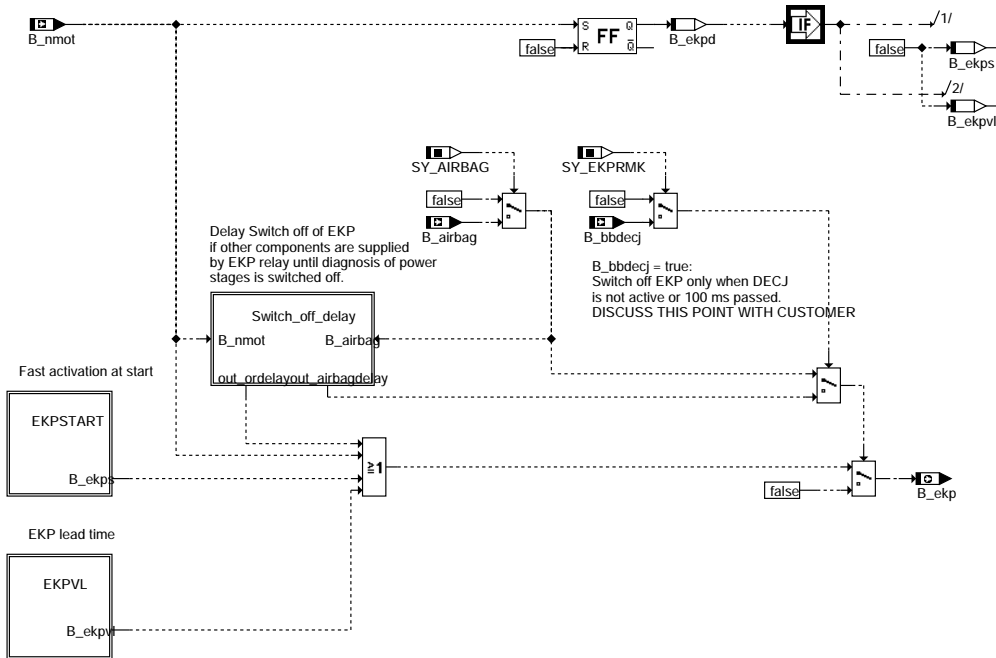 B_nmot
S Q
R Q
FF
false
B_ekpd
IF
/1/
false
B_ekps
/2/
B_ekpvl
SY_AIRBAG
false
B_airbag
SY_EKPRMK
false
B_bbdecj
Delay Switch off of EKP
if other components are supplied
by EKP relay until diagnosis of power
stages is switched off.
B_bbdecj = true:
Switch off EKP only when DECJ
is not active or 100 ms passed.
DISCUSS THIS POINT WITH CUSTOMER
Switch_off_delay
B_nmot B_airbag
out_ordelay out_airbagdelay
Fast activation at start
EKPSTART
B_ekps
≥1
false
B_ekp
EKP lead time
EKPVL
B_ekpvl